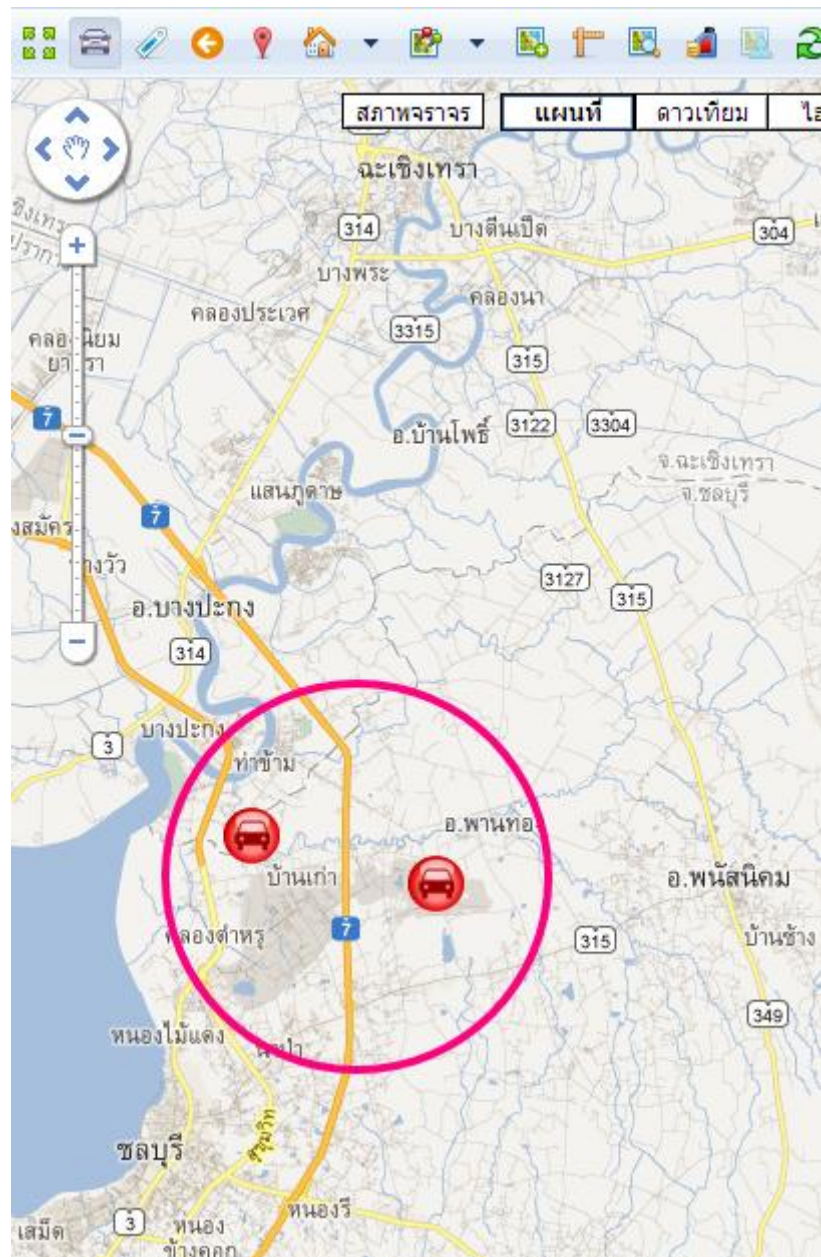 สภาพจราจร
แผนที่
ดาวเทียม
ฉะเชิงเทรา
314
บางตีนเป็ด
304
บางพระ
คลองนา
คลองประเวศ
3315
315
7
อ.บ้านโพธิ์
3122
3304
จ.ฉะเชิงเทรา
จ.ชลบุรี
แสนภูดาษ
7
3127
315
อ.บางปะกง
314
บางปะกง
3
ท่าข้าม
บ้านเก่า
อ.พนัสนิคม
คลองตำหรุ
7
315
บ้านช้าง
349
หนองไม้แดง
ชลบุรี
สุขุมวิท
หนองรี
เสม็ด
3
หนอง
ข้างคอก